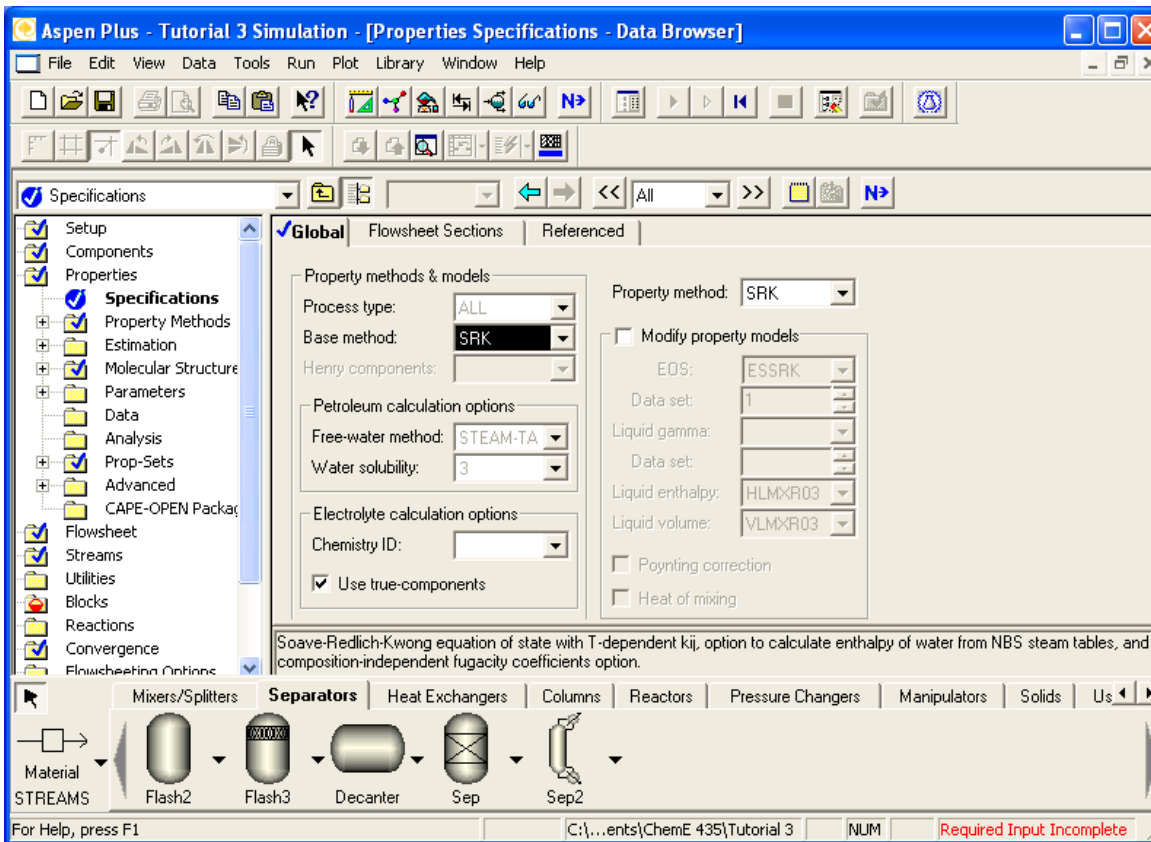 Aspen Plus - Tutorial 3 Simulation - [Properties Specifications - Data Browser]
File Edit View Data Tools Run Plot Library Window Help
N>
Specifications
<< All >> N>
Setup
Components
Properties
Specifications
Property Methods
Estimation
Molecular Structure
Parameters
Data
Analysis
Prop-Sets
Advanced
CAPE-OPEN Packag
Flowsheet
Streams
Utilities
Blocks
Reactions
Convergence
Flowsheeting Options
Global Flowsheet Sections Referenced
Property methods & models
Process type: ALL
Base method: SRK
Henry components:
Petroleum calculation options
Free-water method: STEAM-TA
Water solubility: 3
Electrolyte calculation options
Chemistry ID:
Use true-components
Property method: SRK
Modify property models
EOS: ESSRK
Data set: 1
Liquid gamma:
Data set:
Liquid enthalpy: HLMXR03
Liquid volume: VLMXR03
Poynting correction
Heat of mixing
Soave-Redlich-Kwong equation of state with T-dependent kij, option to calculate enthalpy of water from NBS steam tables, and
composition-independent fugacity coefficients option.
Mixers/Splitters Separators Heat Exchangers Columns Reactors Pressure Changers Manipulators Solids Us
Material
STREAMS Flash2 Flash3 Decanter Sep Sep2
For Help, press F1 C:\...ents\ChemE 435\Tutorial 3 NUM Required Input Incomplete